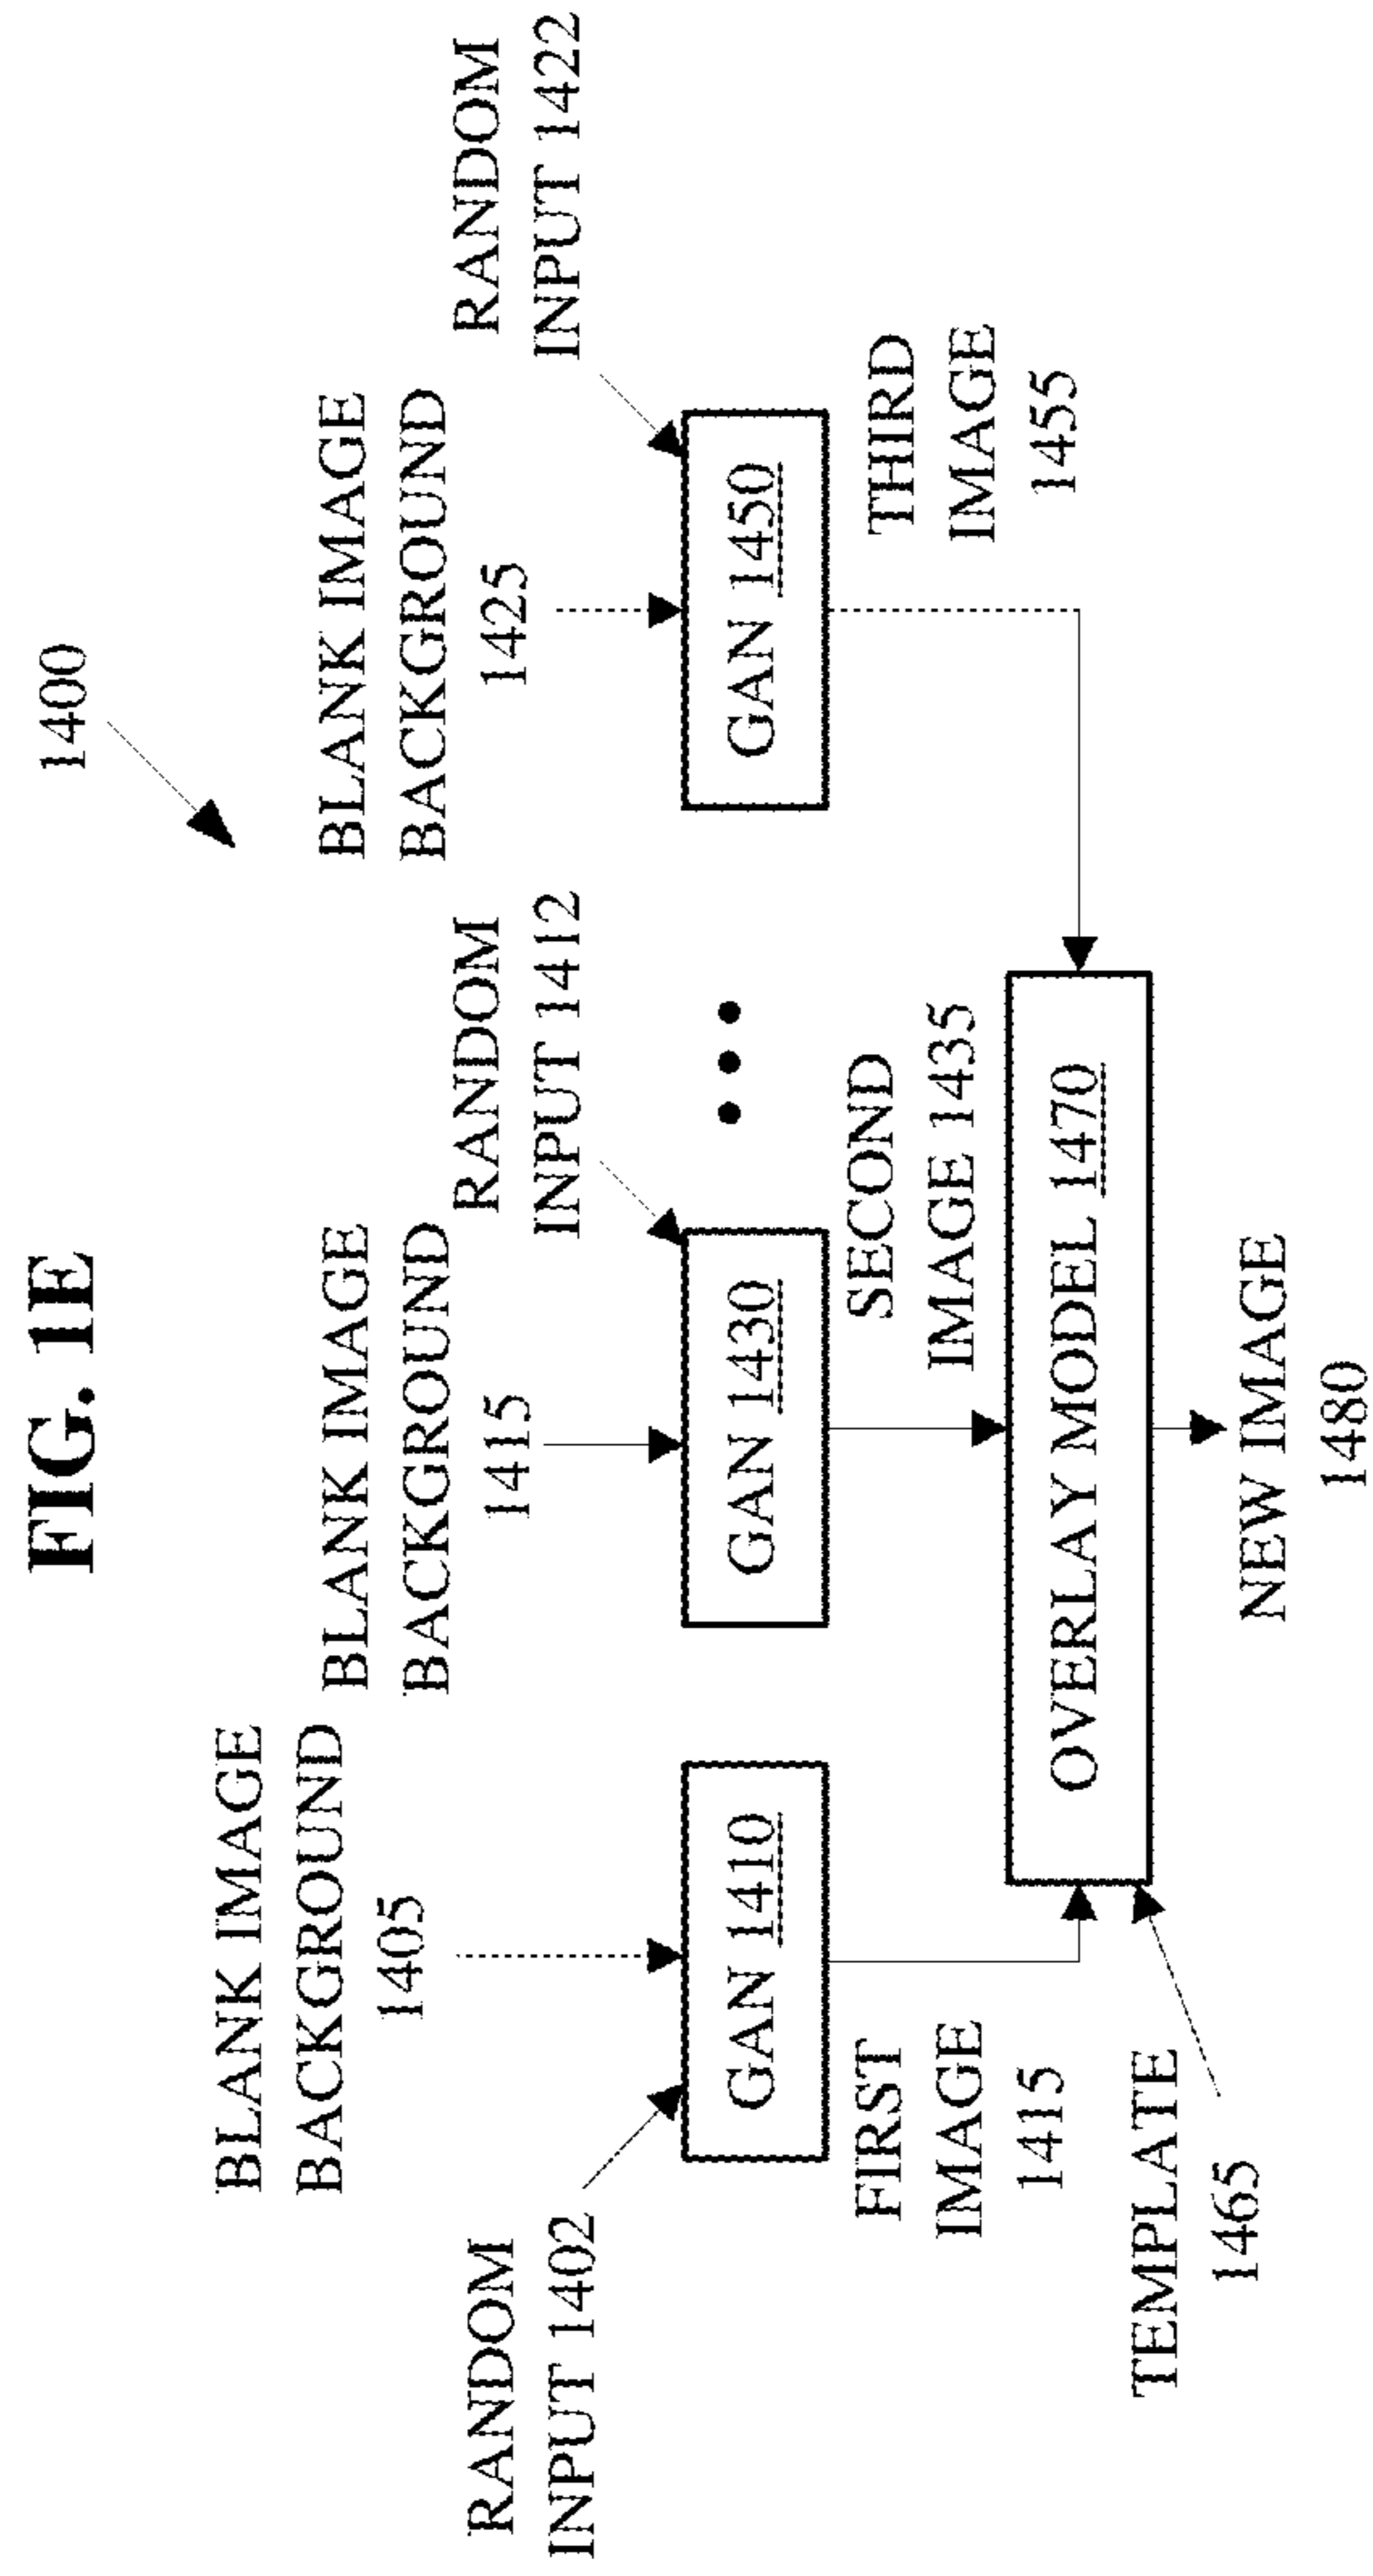 FIG. 1E
1400
BLANK IMAGE
BACKGROUND
1405
BLANK IMAGE
BACKGROUND
1415
BLANK IMAGE
BACKGROUND
1425
RANDOM
INPUT 1402
RANDOM
INPUT 1412
RANDOM
INPUT 1422
GAN 1410
GAN 1430
GAN 1450
FIRST
IMAGE
1415
SECOND
IMAGE 1435
THIRD
IMAGE
1455
OVERLAY MODEL 1470
TEMPLATE
1465
NEW IMAGE
1480